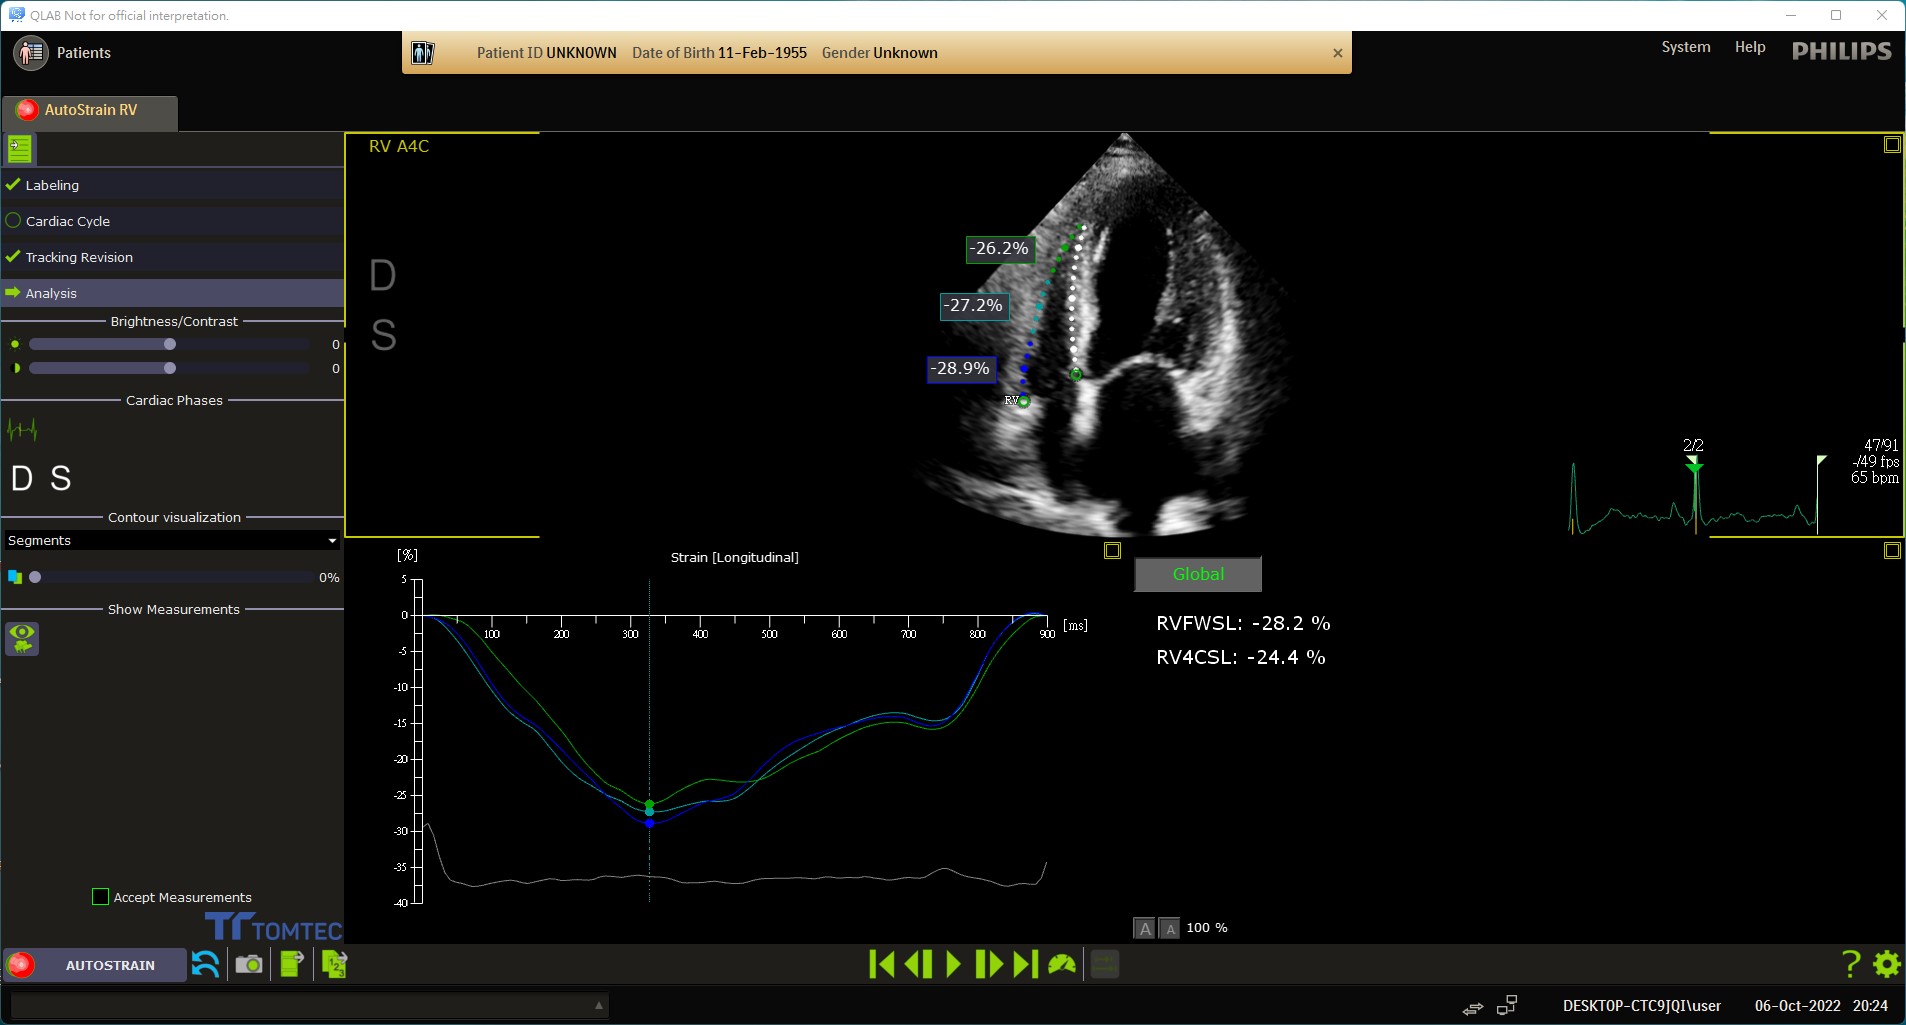 QLAB Not for official interpretation.
Patients
Patient ID UNKNOWN Date of Birth 11-Feb-1955 Gender Unknown
System Help PHILIPS
AutoStrain RV
Labeling
Cardiac Cycle
Tracking Revision
Analysis
Brightness/Contrast
0
0
Cardiac Phases
D S
Contour visualization
Segments
0%
Show Measurements
Accept Measurements
TOMTEC
RV A4C
D
S
-26.2%
-27.2%
-28.9%
RV
2/2
47/91
-/49 fps
65 bpm
[%]
Strain [Longitudinal]
5
0
-5
-10
-15
-20
-25
-30
-35
-40
100 200 300 400 500 600 700 800 900 [ms]
Global
RVFWSL: -28.2 %
RV4CSL: -24.4 %
A A 100 %
AUTOSTRAIN
1 2 3
?
DESKTOP-CTC9JQI\user 06-Oct-2022 20:24